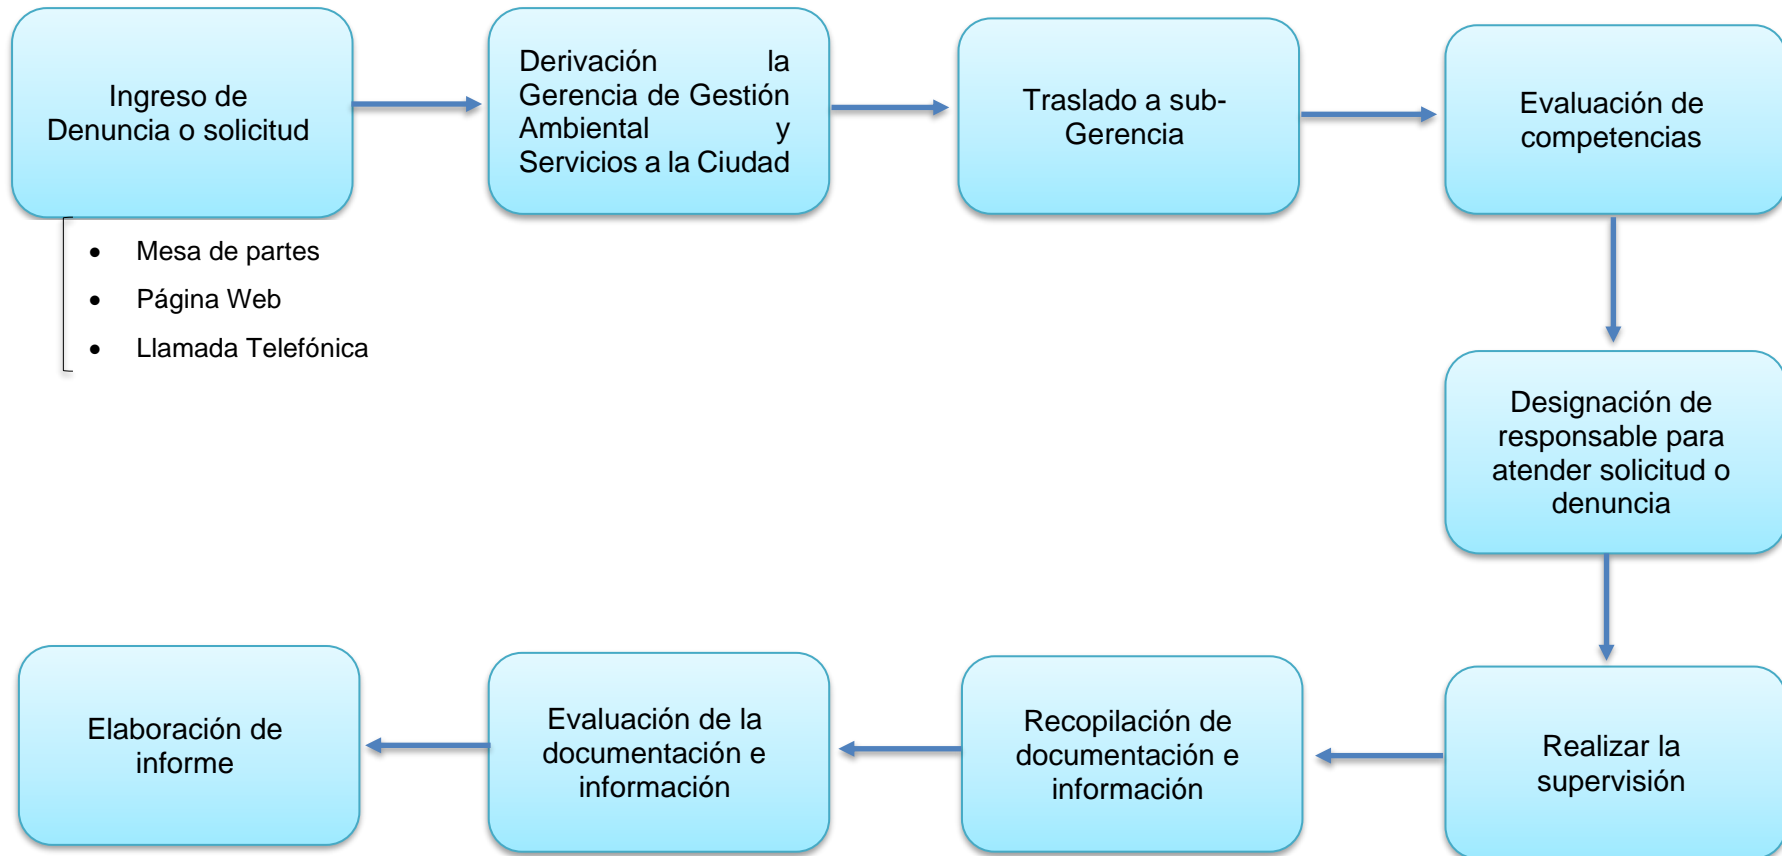 Ingreso de
Denuncia o solicitud
Derivación la
Gerencia de Gestión
Ambiental y
Servicios a la Ciudad
Traslado a sub-
Gerencia
Evaluación de
competencias
• Mesa de partes
• Página Web
• Llamada Telefónica
Designación de
responsable para
atender solicitud o
denuncia
Realizar la
supervisión
Recopilación de
documentación e
información
Evaluación de la
documentación e
información
Elaboración de
informe